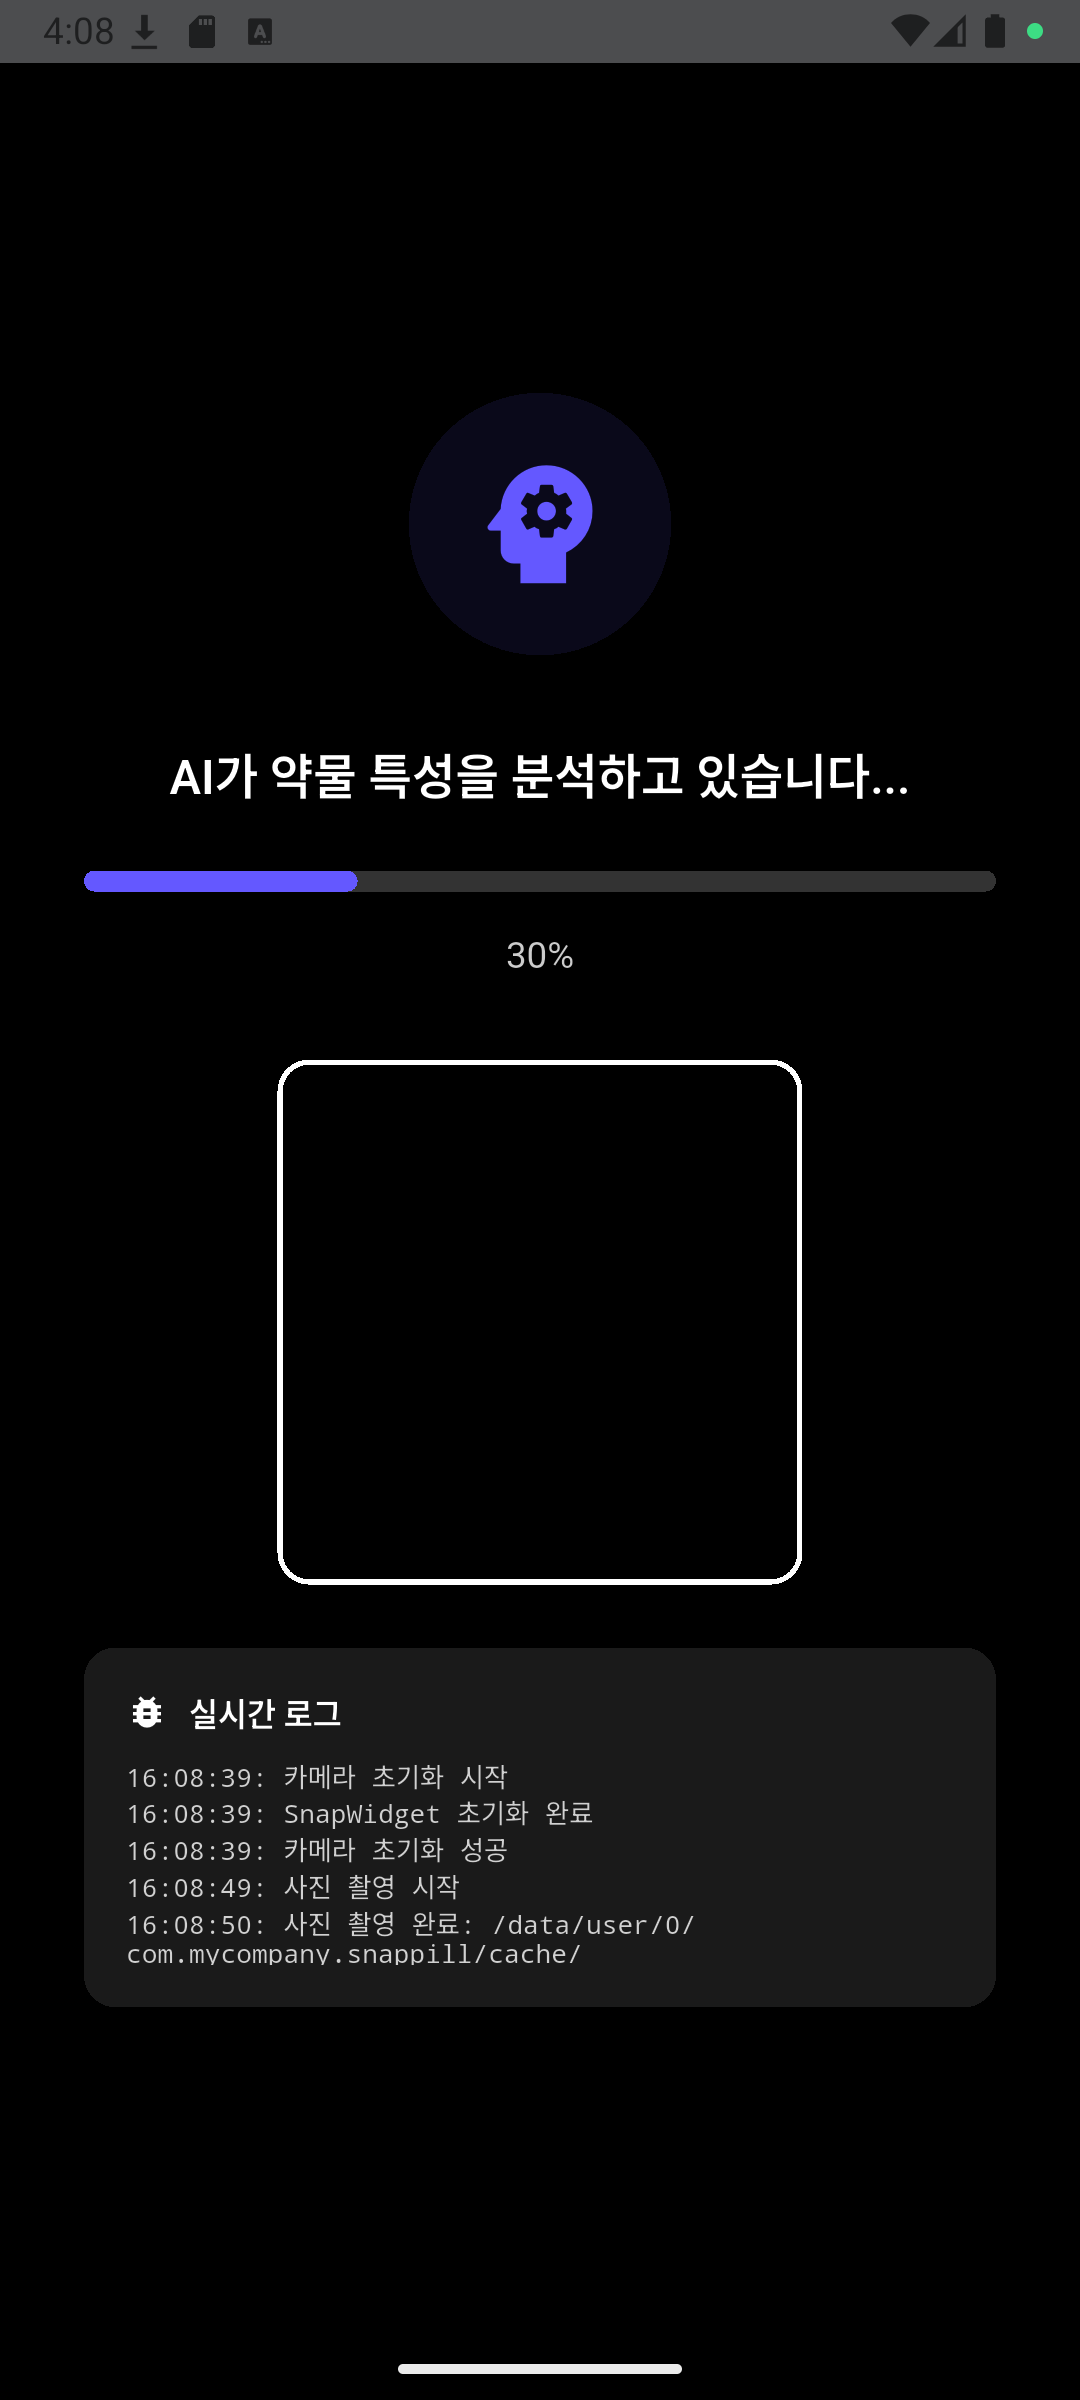 4:08
AI가 약물 특성을 분석하고 있습니다...
30%
실시간 로그
16:08:39: 카메라 초기화 시작
16:08:39: SnapWidget 초기화 완료
16:08:39: 카메라 초기화 성공
16:08:49: 사진 촬영 시작
16:08:50: 사진 촬영 완료: /data/user/0/
com.mycompany.snappill/cache/